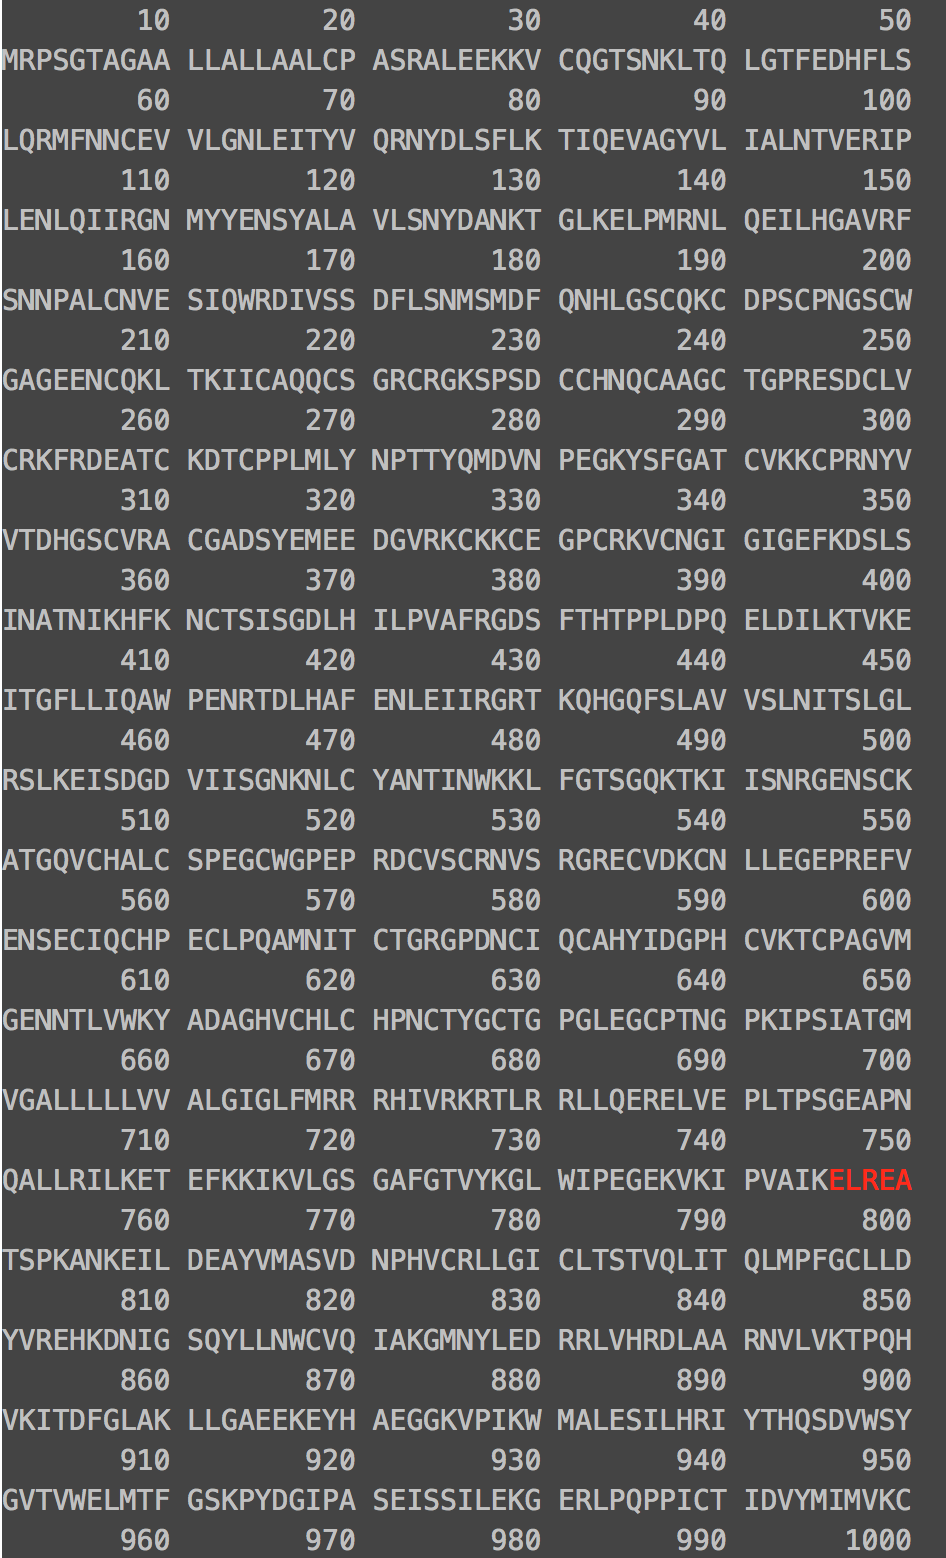 10 20 30 40 50
MRPSGTAGAA LLALLAALCP ASRALEEKKV CQGTSNKLTQ LGTFEDHFLS
60 70 80 90 100
LQRMFNNCEV VLGNLEITYV QRNYDLSFLK TIQEVAGYVL IALNTVERIP
110 120 130 140 150
LENLQIIRGN MYYENSYALA VLSNYDANKT GLKELPMRNL QEILHGAVRF
160 170 180 190 200
SNNPALCNVE SIQWRDIVSS DFLSNMSMDF QNHLGSCQKC DPSCPNGSCW
210 220 230 240 250
GAGEENCQKL TKIICAQQCS GRCRGKSPSD CCHNQCAAGC TGPRESDCLV
260 270 280 290 300
CRKFRDEATC KDTCPPLMLY NPTTYQMDVN PEGKYSFGAT CVKKCPRNYV
310 320 330 340 350
VTDHGSCVRA CGADSYEMEE DGVRKCKKCE GPCRKVCNGI GIGEFKDSLS
360 370 380 390 400
INATNIKHFK NCTSISGDLH ILPVAFRGDS FTHTPPLDPQ ELDILKTVKE
410 420 430 440 450
ITGFLLIQAW PENRTDLHAF ENLEIIRGRT KQHGQFSLAV VSLNITSLGL
460 470 480 490 500
RSLKEISDGD VIISGNKNLC YANTINWKKL FGTSGQKTKI ISNRGENSCK
510 520 530 540 550
ATGQVCHALC SPEGCWGPEP RDCVSCRNVS RGRECVDKCN LLEGEPREFV
560 570 580 590 600
ENSECIQCHP ECLPQAMNIT CTGRGPDNCI QCAHYIDGPH CVKTCPAGVM
610 620 630 640 650
GENNTLVWKY ADAGHVCHLC HPNCTYGCTG PGLEGCPTNG PKIPSIATGM
660 670 680 690 700
VGALLLLLVV ALGIGLFMRR RHIVRKRTLR RLLQERELVE PLTPSGEAPN
710 720 730 740 750
QALLRILKET EFKKIKVLGS GAFGTVYKGL WIPEGEKVKI PVAIKELREA
760 770 780 790 800
TSPKANKEIL DEAYVMASVD NPHVCRLLGI CLTSTVQLIT QLMPFGCLLD
810 820 830 840 850
YVREHKDNIG SQYLLNWCVQ IAKGMNYLED RRLVHRDLAA RNVLVKTPQH
860 870 880 890 900
VKITDFGLAK LLGAEEKEYH AEGGKVPIKW MALESILHRI YTHQSDVWSY
910 920 930 940 950
GVTVWELMTF GSKPYDGIPA SEISSILEKG ERLPQPPICT IDVYMIMVKC
960 970 980 990 1000